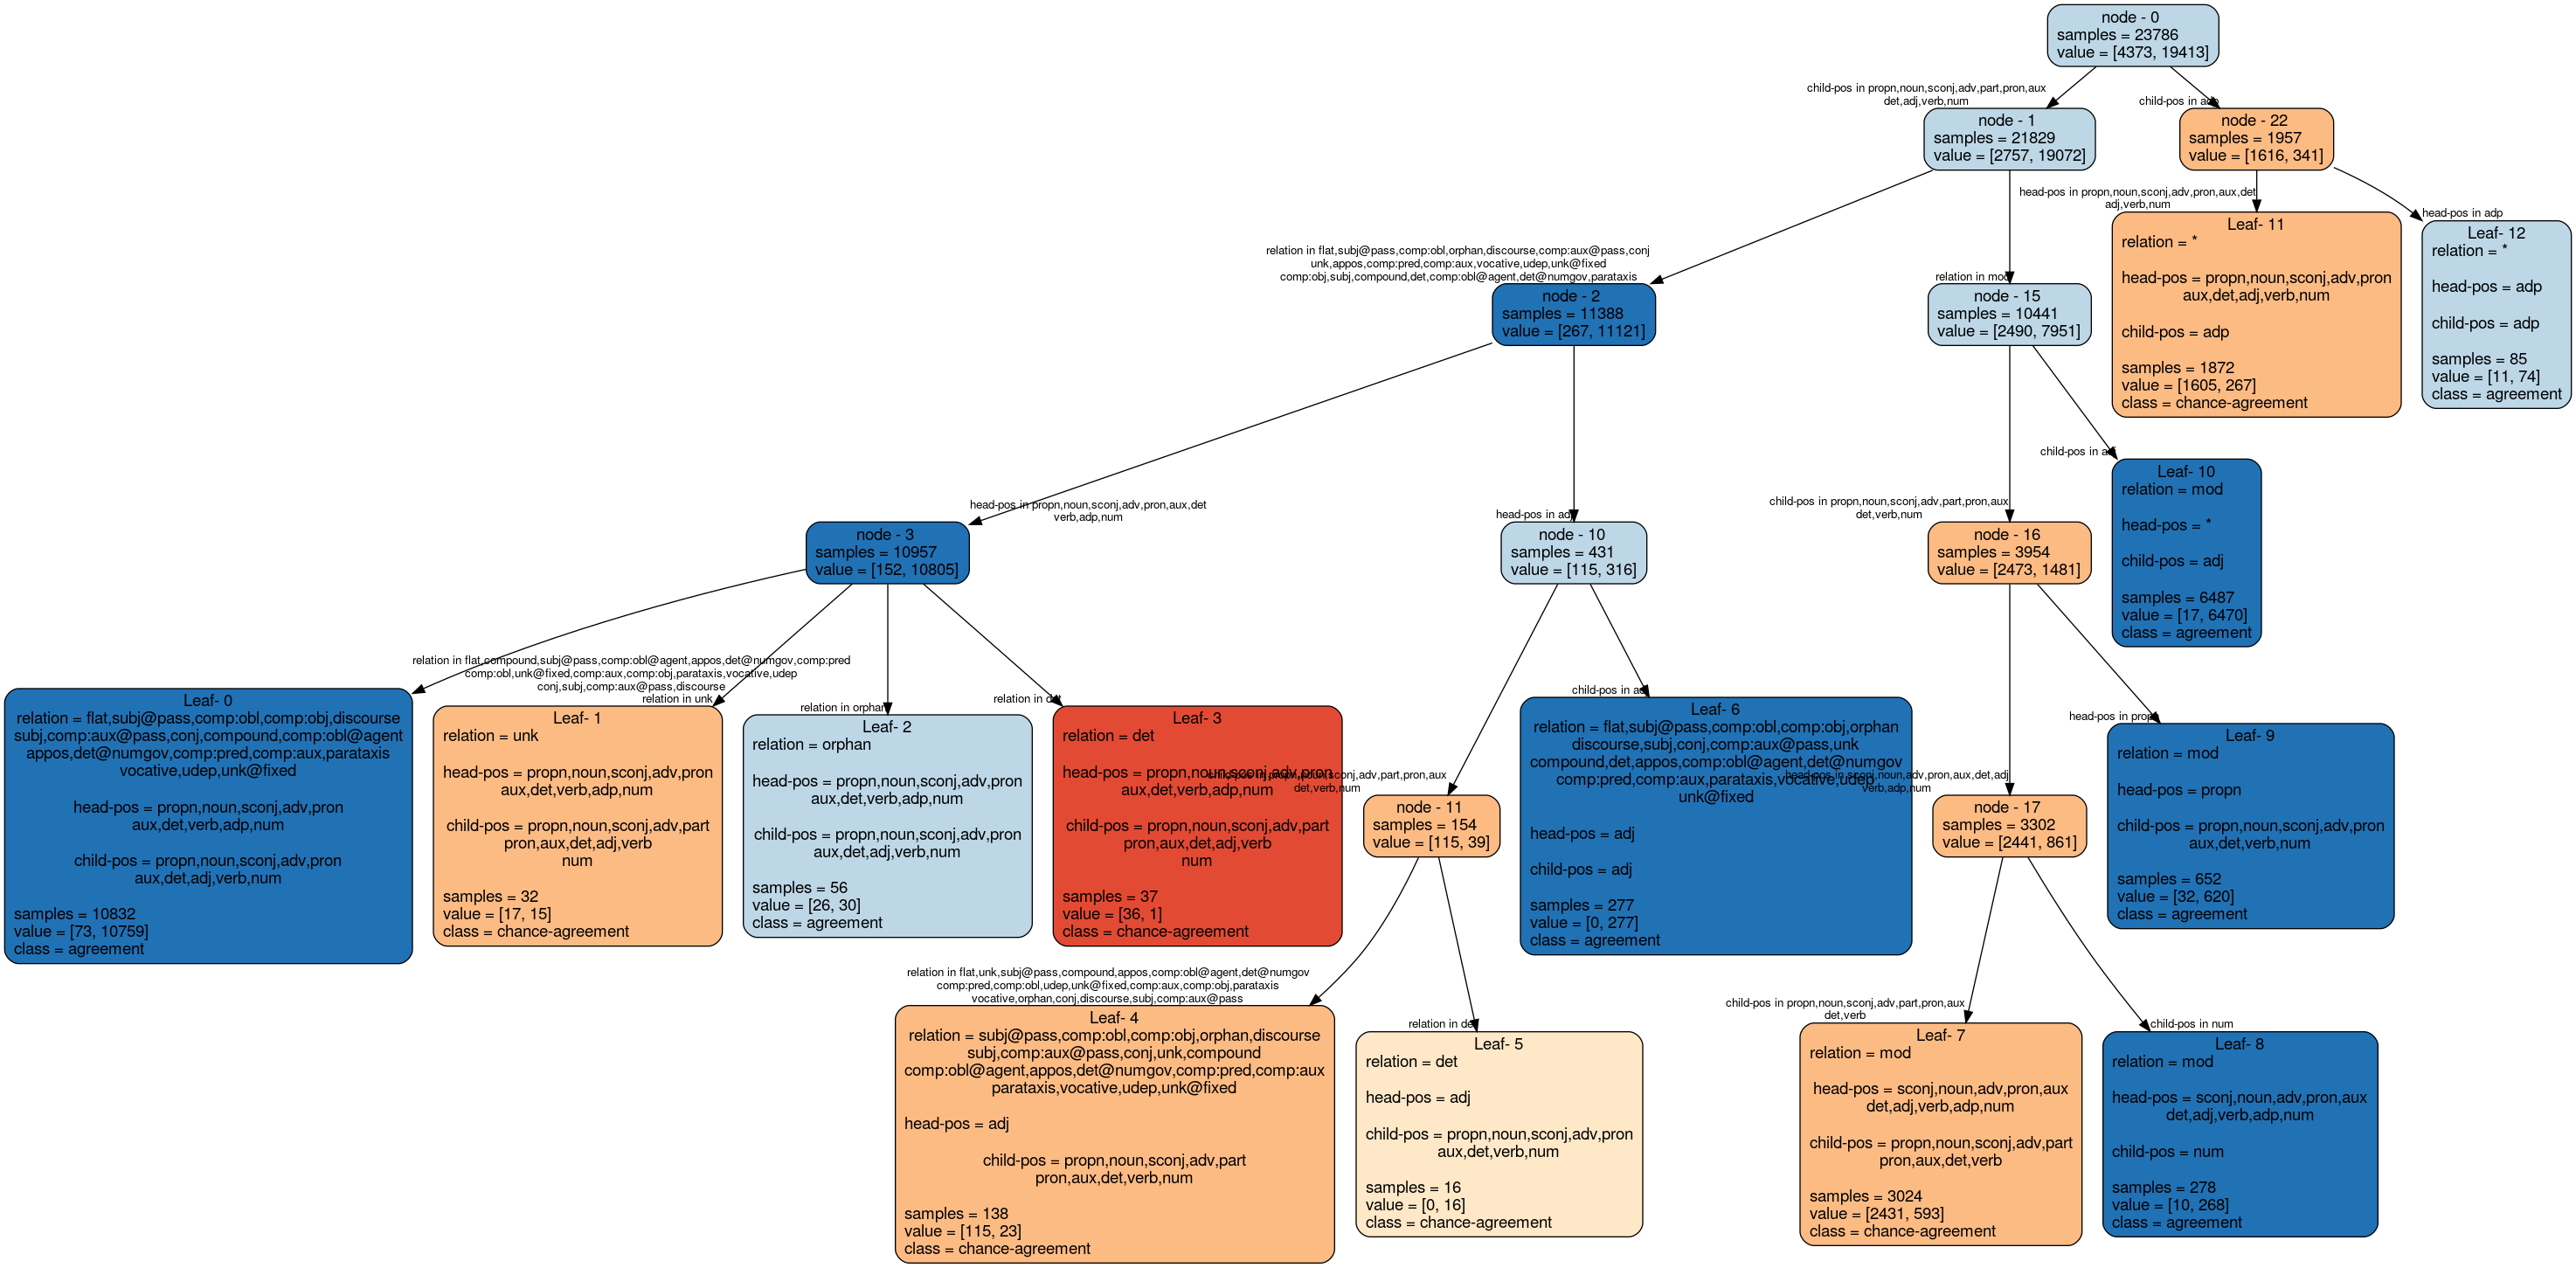 node - 0
samples = 23786
value = [4373, 19413]
child-pos in propn,noun,sconj,adv,part,pron,aux
det,adj,verb,num
child-pos in adp
node - 1
samples = 21829
value = [2757, 19072]
node - 22
samples = 1957
value = [1616, 341]
relation in flat,subj@pass,comp:obl,orphan,discourse,comp:aux@pass,conj
unk,appos,comp:pred,comp:aux,vocative,udep,unk@fixed
comp:obj,subj,compound,det,comp:obl@agent,det@numgov,parataxis
relation in mod
head-pos in propn,noun,sconj,adv,pron,aux,det
adj,verb,num
head-pos in adp
node - 2
samples = 11388
value = [267, 11121]
node - 15
samples = 10441
value = [2490, 7951]
Leaf- 11
relation = *
head-pos = propn,noun,sconj,adv,pron
aux,det,adj,verb,num
child-pos = adp
samples = 1872
value = [1605, 267]
class = chance-agreement
Leaf- 12
relation = *
head-pos = adp
child-pos = adp
samples = 85
value = [11, 74]
class = agreement
head-pos in propn,noun,sconj,adv,pron,aux,det
verb,adp,num
head-pos in adj
child-pos in propn,noun,sconj,adv,part,pron,aux
det,verb,num
child-pos in adj
node - 3
samples = 10957
value = [152, 10805]
node - 10
samples = 431
value = [115, 316]
node - 16
samples = 3954
value = [2473, 1481]
Leaf- 10
relation = mod
head-pos = *
child-pos = adj
samples = 6487
value = [17, 6470]
class = agreement
relation in flat,compound,subj@pass,comp:obl@agent,appos,det@numgov,comp:pred
comp:obl,unk@fixed,comp:aux,comp:obj,parataxis,vocative,udep
conj,subj,comp:aux@pass,discourse
relation in unk
relation in orphan
relation in det
child-pos in propn,noun,sconj,adv,part,pron,aux
det,verb,num
child-pos in adj
head-pos in sconj,noun,adv,pron,aux,det,adj
verb,adp,num
head-pos in propn
Leaf- 0
relation = flat,subj@pass,comp:obl,comp:obj,discourse
subj,comp:aux@pass,conj,compound,comp:obl@agent
appos,det@numgov,comp:pred,comp:aux,parataxis
vocative,udep,unk@fixed
head-pos = propn,noun,sconj,adv,pron
aux,det,verb,adp,num
child-pos = propn,noun,sconj,adv,pron
aux,det,adj,verb,num
samples = 10832
value = [73, 10759]
class = agreement
Leaf- 1
relation = unk
head-pos = propn,noun,sconj,adv,pron
aux,det,verb,adp,num
child-pos = propn,noun,sconj,adv,part
pron,aux,det,adj,verb
num
samples = 32
value = [17, 15]
class = chance-agreement
Leaf- 2
relation = orphan
head-pos = propn,noun,sconj,adv,pron
aux,det,verb,adp,num
child-pos = propn,noun,sconj,adv,pron
aux,det,adj,verb,num
samples = 56
value = [26, 30]
class = agreement
Leaf- 3
relation = det
head-pos = propn,noun,sconj,adv,pron
aux,det,verb,adp,num
child-pos = propn,noun,sconj,adv,part
pron,aux,det,adj,verb
num
samples = 37
value = [36, 1]
class = chance-agreement
node - 11
samples = 154
value = [115, 39]
Leaf- 6
relation = flat,subj@pass,comp:obl,comp:obj,orphan
discourse,subj,conj,comp:aux@pass,unk
compound,det,appos,comp:obl@agent,det@numgov
comp:pred,comp:aux,parataxis,vocative,udep
unk@fixed
head-pos = adj
child-pos = adj
samples = 277
value = [0, 277]
class = agreement
node - 17
samples = 3302
value = [2441, 861]
Leaf- 9
relation = mod
head-pos = propn
child-pos = propn,noun,sconj,adv,pron
aux,det,verb,num
samples = 652
value = [32, 620]
class = agreement
relation in flat,unk,subj@pass,compound,appos,comp:obl@agent,det@numgov
comp:pred,comp:obl,udep,unk@fixed,comp:aux,comp:obj,parataxis
vocative,orphan,conj,discourse,subj,comp:aux@pass
relation in det
child-pos in propn,noun,sconj,adv,part,pron,aux
det,verb
child-pos in num
Leaf- 4
relation = subj@pass,comp:obl,comp:obj,orphan,discourse
subj,comp:aux@pass,conj,unk,compound
comp:obl@agent,appos,det@numgov,comp:pred,comp:aux
parataxis,vocative,udep,unk@fixed
head-pos = adj
child-pos = propn,noun,sconj,adv,part
pron,aux,det,verb,num
samples = 138
value = [115, 23]
class = chance-agreement
Leaf- 5
relation = det
head-pos = adj
child-pos = propn,noun,sconj,adv,pron
aux,det,verb,num
samples = 16
value = [0, 16]
class = chance-agreement
Leaf- 7
relation = mod
head-pos = sconj,noun,adv,pron,aux
det,adj,verb,adp,num
child-pos = propn,noun,sconj,adv,part
pron,aux,det,verb
samples = 3024
value = [2431, 593]
class = chance-agreement
Leaf- 8
relation = mod
head-pos = sconj,noun,adv,pron,aux
det,adj,verb,adp,num
child-pos = num
samples = 278
value = [10, 268]
class = agreement